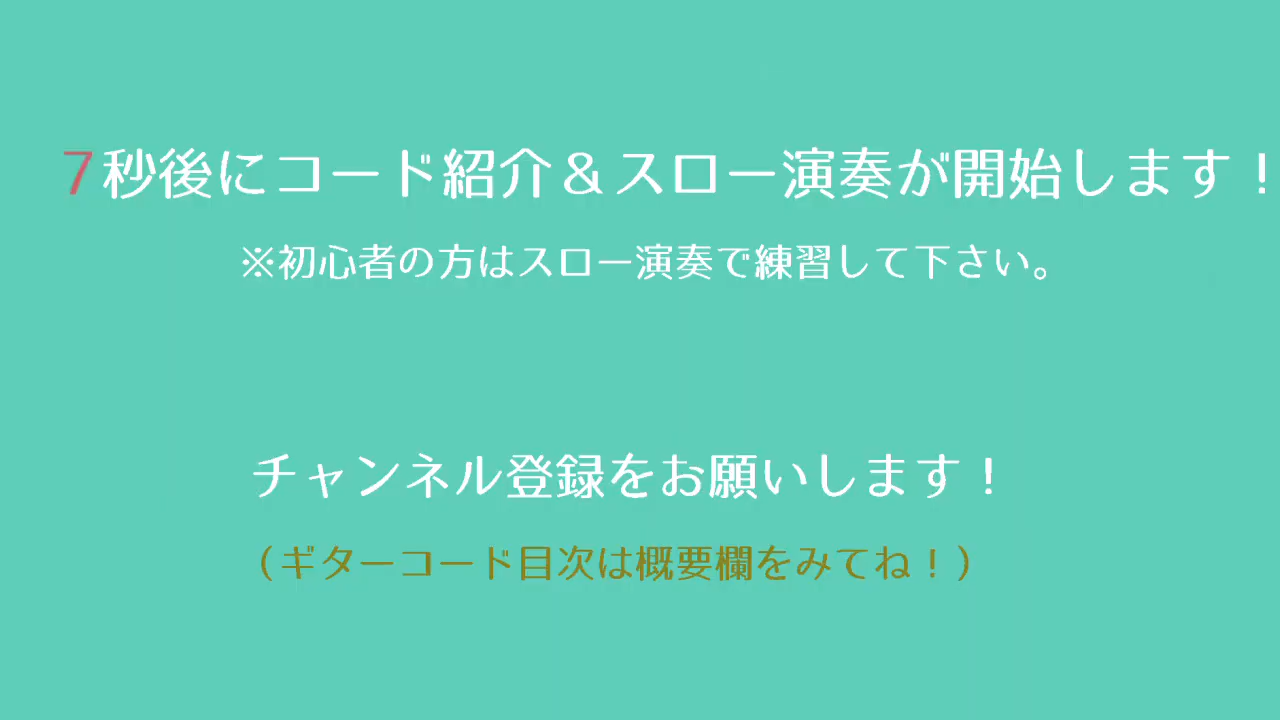 7秒後にコード紹介＆スロー演奏が開始します！
※初心者の方はスロー演奏で練習して下さい。
チャンネル登録をお願いします！
（ギターコード目次は概要欄をみてね！）